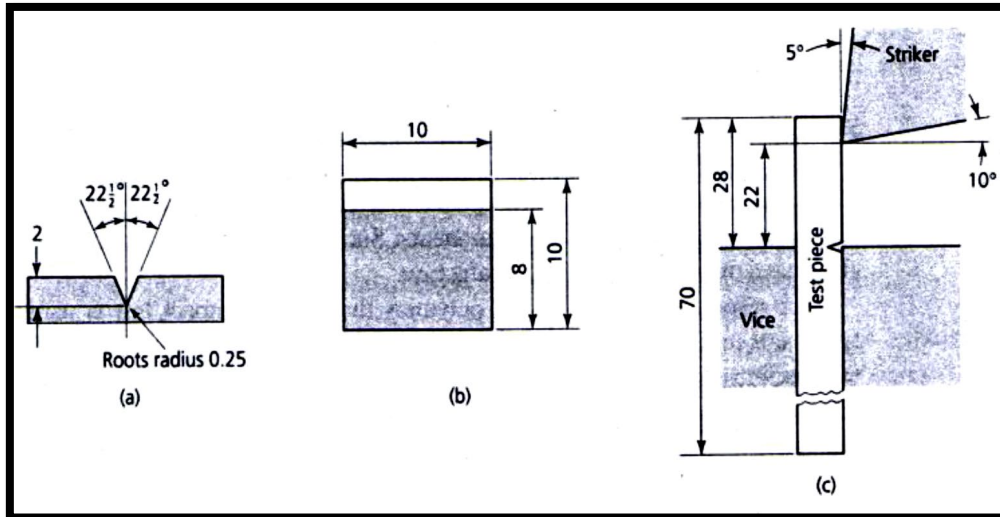 22½° 22½°
2
Roots radius 0.25
(a)
10
8
10
(b)
5°
Striker
10°
28
22
70
Test piece
Vice
(c)